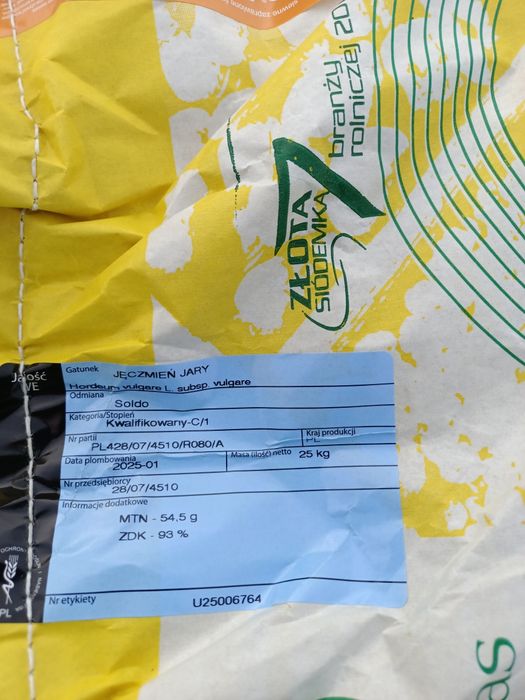 branży
rolniczej 20
ZŁOTA
SIÓDEMKA
7
Gatunek
JĘCZMIEŃ JARY
Hordeum vulgare L. subsp. vulgare
Odmiana
Soldo
Kategoria/Stopień
Kwalifikowany-C/1
Nr partii
PL428/07/4510/R080/A
Kraj produkcji
PL
Data plombowania
2025-01
Masa (ilość) netto 25 kg
Nr przedsiębiorcy
28/07/4510
Informacje dodatkowe
MTN - 54,5 g
ZDK - 93 %
Nr etykiety U25006764
PL
as